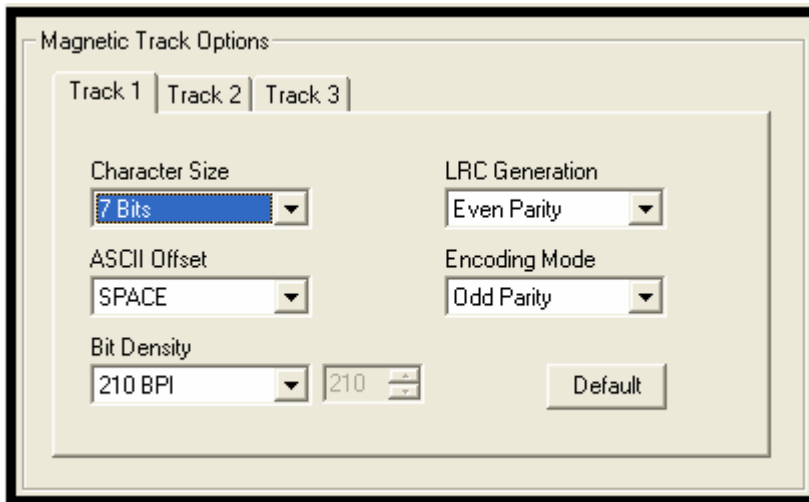 Magnetic Track Options
Track 1 Track 2 Track 3
Character Size LRC Generation
7 Bits Even Parity
ASCII Offset Encoding Mode
SPACE Odd Parity
Bit Density
210 BPI 210 Default